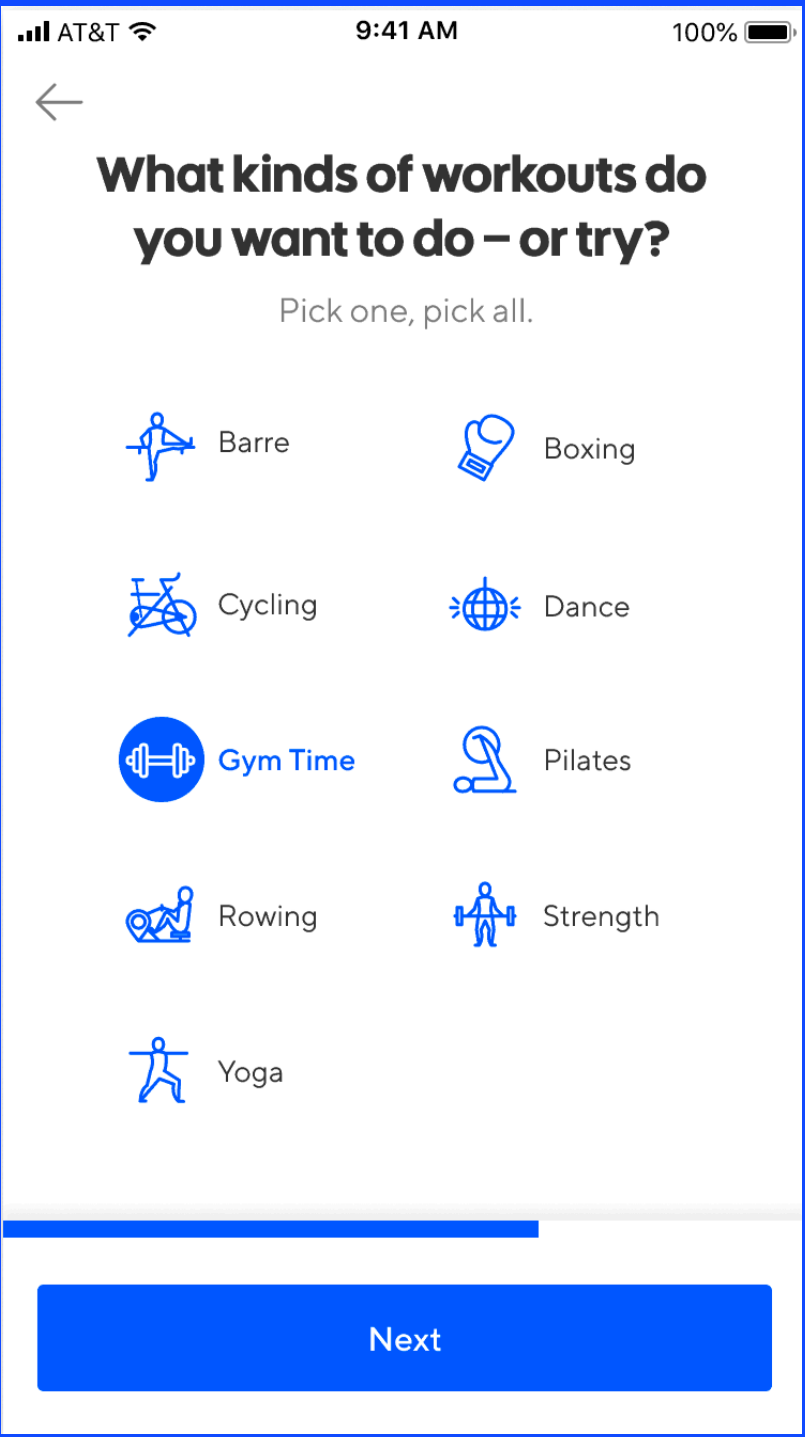 AT&T 9:41 AM 100%
What kinds of workouts do
you want to do – or try?
Pick one, pick all.
Barre Boxing
Cycling Dance
Gym Time Pilates
Rowing Strength
Yoga
Next